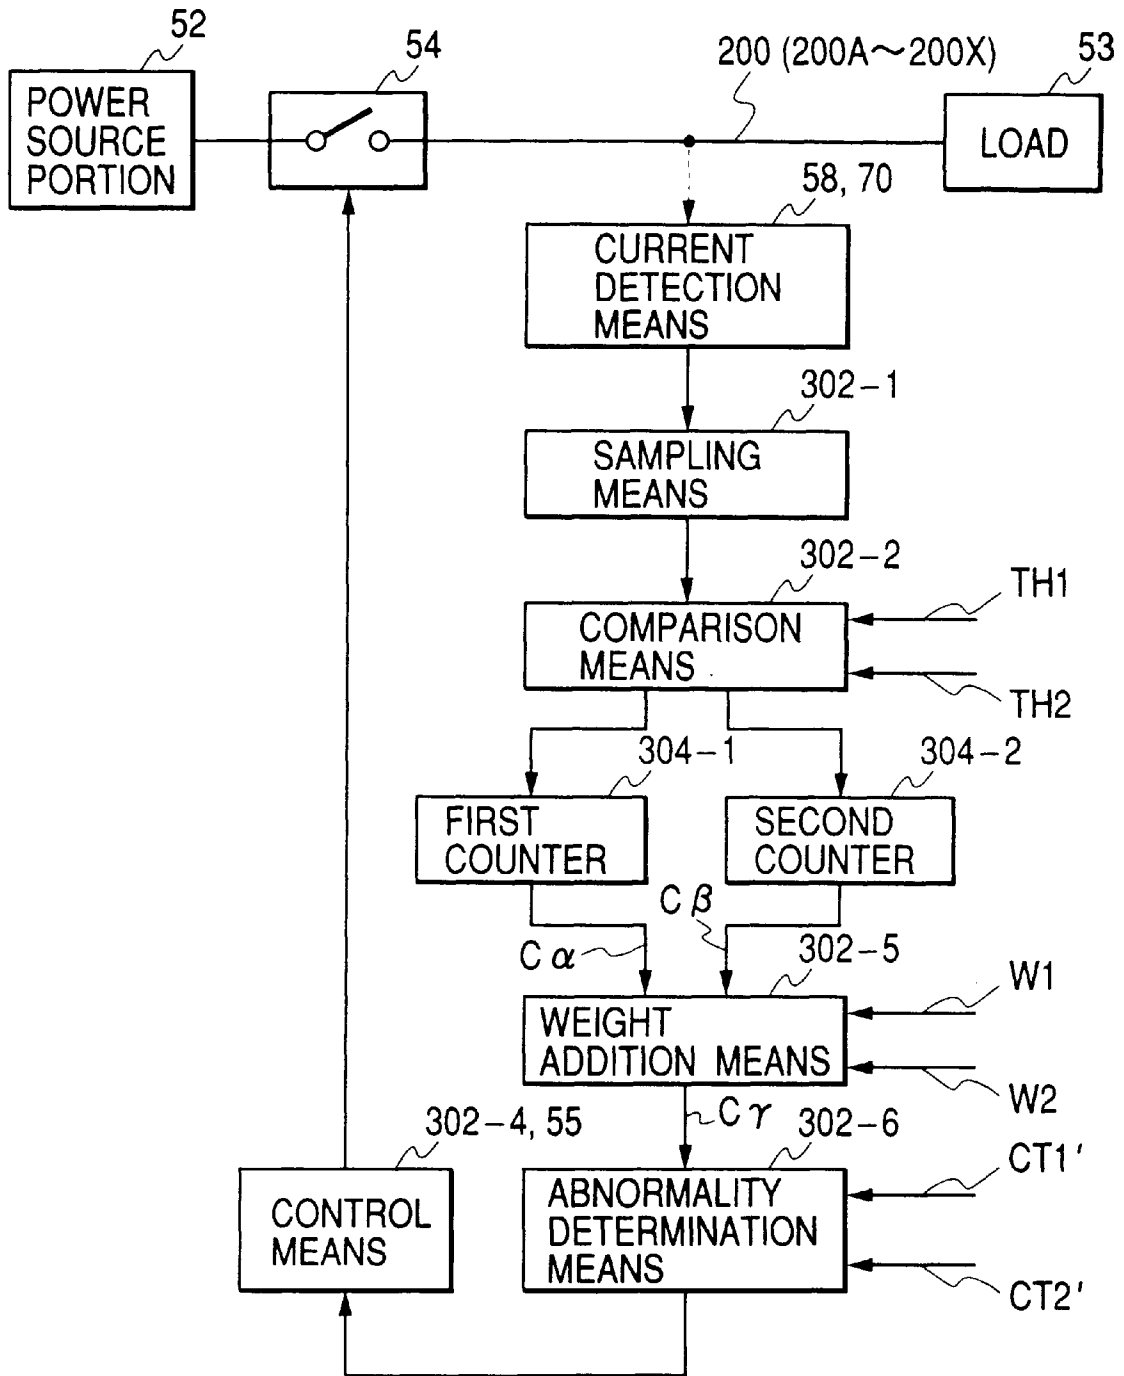 52
54
200 (200A～200X)
53
POWER
SOURCE
PORTION
LOAD
58, 70
CURRENT
DETECTION
MEANS
302-1
SAMPLING
MEANS
302-2
COMPARISON
MEANS
TH1
TH2
304-1
304-2
FIRST
COUNTER
SECOND
COUNTER
Cα
Cβ
302-5
WEIGHT
ADDITION MEANS
W1
W2
Cγ
302-4, 55
302-6
CONTROL
MEANS
ABNORMALITY
DETERMINATION
MEANS
CT1'
CT2'